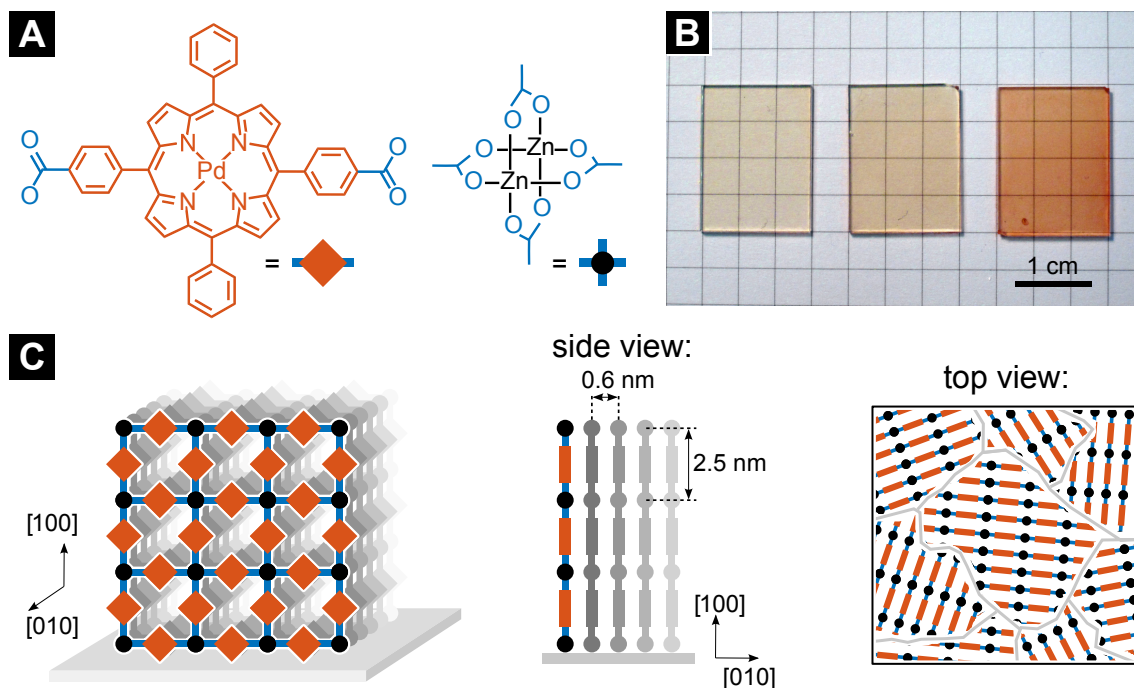 A
O
O
N
N
Pd
N
N
O
O
=
O
O
O
O
Zn
Zn
O
O
O
O
=
B
1 cm
C
[100]
[010]
side view:
0.6 nm
2.5 nm
[100]
[010]
top view: